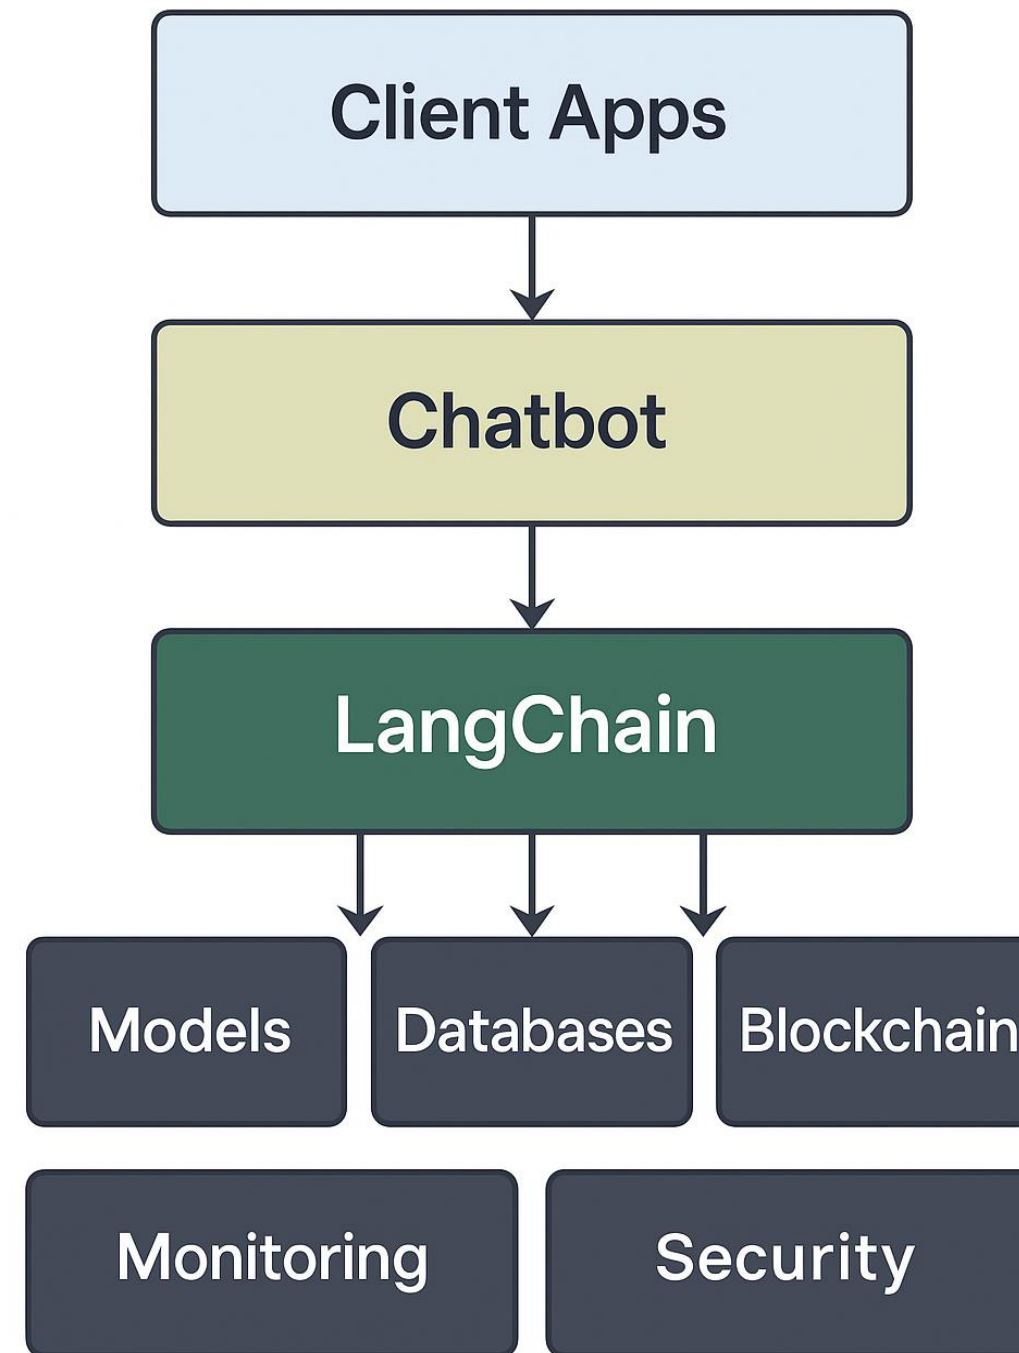 Client Apps
Chatbot
LangChain
Models
Databases
Blockchain
Monitoring
Security